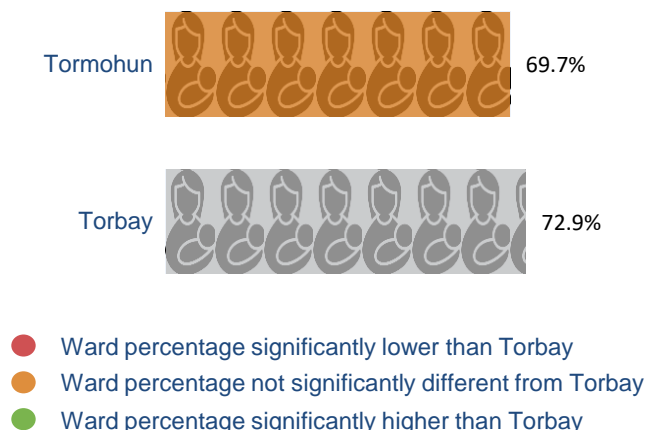 Tormohun 69.7%
Torbay 72.9%
Ward percentage significantly lower than Torbay
Ward percentage not significantly different from Torbay
Ward percentage significantly higher than Torbay